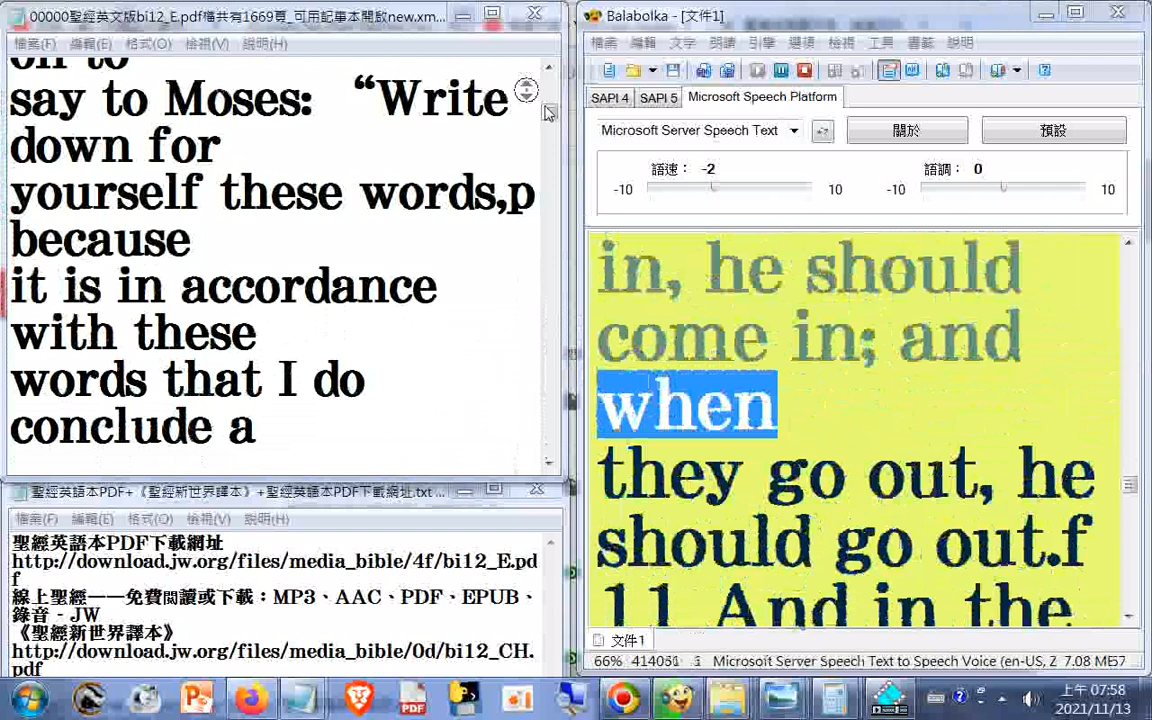 00000聖經英文版bi12_E.pdf檔共有1669頁_可用記事本開啟new.xm...
檔案(F) 編輯(E) 格式(O) 檢視(V) 說明(H)
on to
say to Moses: “Write
down for
yourself these words,p
because
it is in accordance
with these
words that I do
conclude a
聖經英語本PDF+《聖經新世界譯本》+聖經英語本PDF下載網址.txt ...
檔案(F) 編輯(E) 格式(O) 檢視(V) 說明(H)
聖經英語本PDF下載網址
http://download.jw.org/files/media_bible/4f/bi12_E.pd
f
線上聖經——免費閱讀或下載：MP3、AAC、PDF、EPUB、
錄音 - JW
《聖經新世界譯本》
http://download.jw.org/files/media_bible/0d/bi12_CH.
pdf
Balabolka - [文件1]
檔案 編輯 文字 朗讀 引擎 選項 檢視 工具 書籤 說明
SAPI 4 SAPI 5 Microsoft Speech Platform
Microsoft Server Speech Text 關於 預設
語速： -2 語調： 0
-10 10 -10 10
in, he should
come in; and
when
they go out, he
should go out.f
11 And in the
文件1
66% 414051 1 Microsoft Server Speech Text to Speech Voice (en-US, Z 7.08 ME57
PDF
上午 07:58
2021/11/13